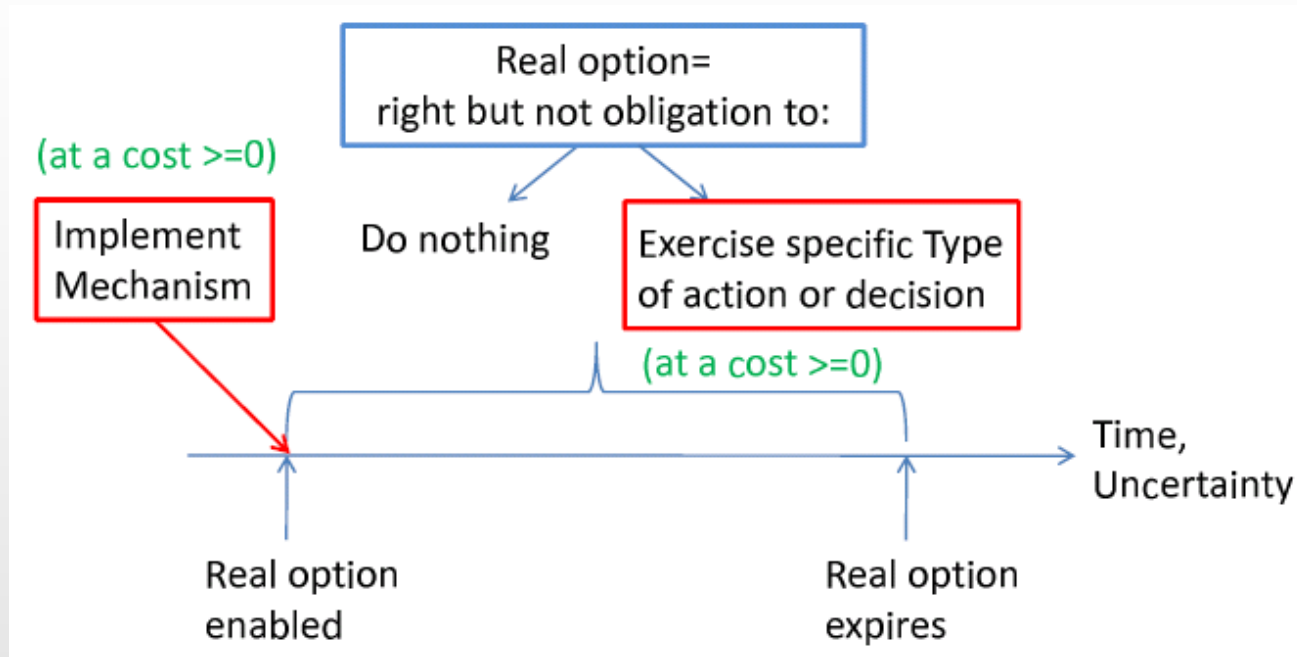 Real option=
right but not obligation to:
(at a cost >=0)
Implement
Mechanism
Do nothing
Exercise specific Type
of action or decision
(at a cost >=0)
Time,
Uncertainty
Real option
enabled
Real option
expires